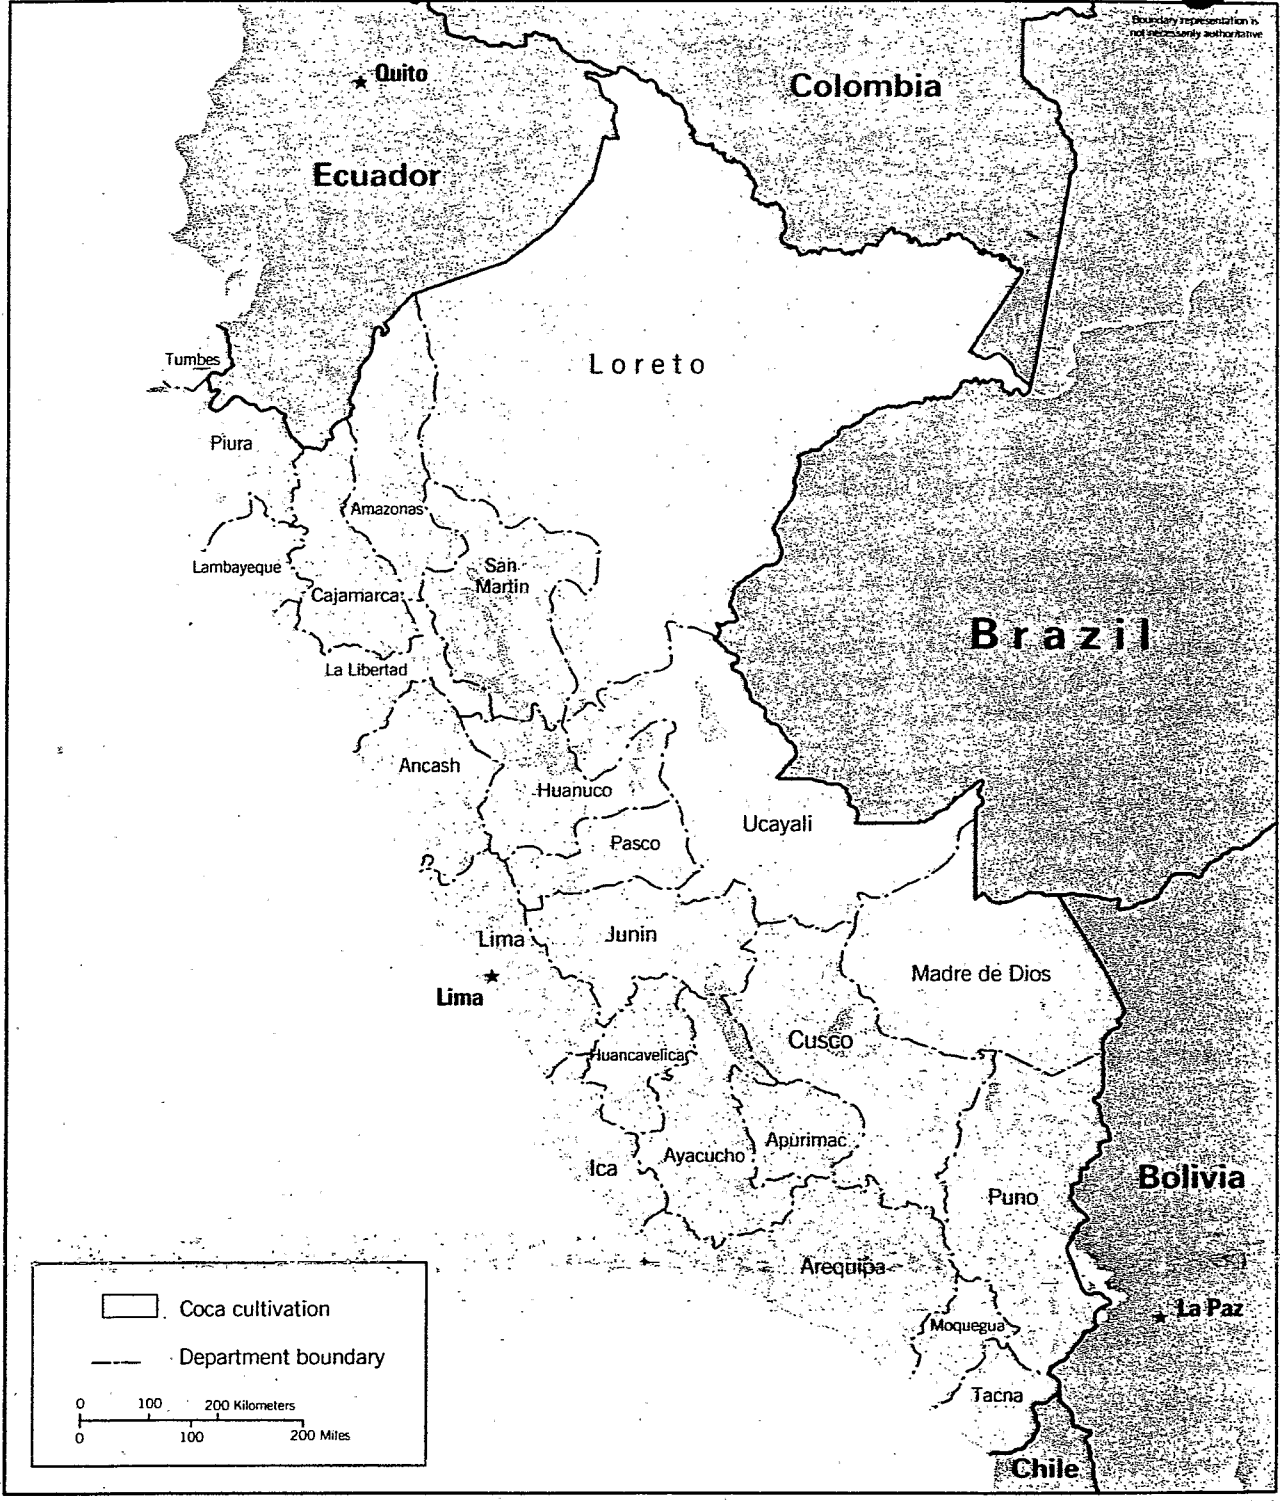 Boundary representation is
not necessarily authoritative
Quito
Colombia
Ecuador
Tumbes
Loreto
Piura
Amazonas
Lambayeque
San
Martin
Cajamarca
Brazil
La Libertad
Ancash
Huanuco
Ucayali
Pasco
Lima
Junin
Madre de Dios
Lima
Cusco
Huancavelica
Apurimac
Ayacucho
Ica
Bolivia
Puno
Arequipa
La Paz
Moquegua
Tacna
Chile
Coca cultivation
Department boundary
0 100 200 Kilometers
0 100 200 Miles